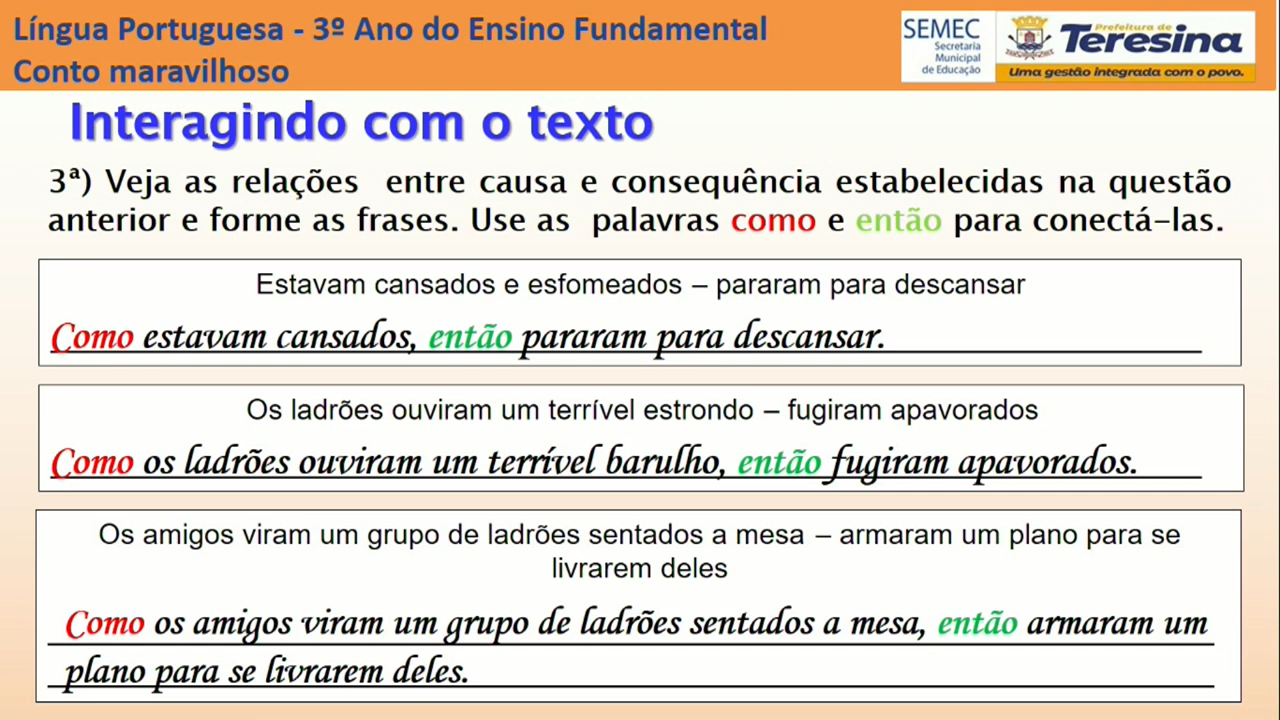 Língua Portuguesa - 3º Ano do Ensino Fundamental
Conto maravilhoso
SEMEC
Secretaria
Municipal
de Educação
Prefeitura de
Teresina
Uma gestão integrada com o povo.
Interagindo com o texto
3ª) Veja as relações entre causa e consequência estabelecidas na questão
anterior e forme as frases. Use as palavras como e então para conectá-las.
Estavam cansados e esfomeados – pararam para descansar
Como estavam cansados, então pararam para descansar.
Os ladrões ouviram um terrível estrondo – fugiram apavorados
Como os ladrões ouviram um terrível barulho, então fugiram apavorados.
Os amigos viram um grupo de ladrões sentados a mesa – armaram um plano para se
livrarem deles
Como os amigos viram um grupo de ladrões sentados a mesa, então armaram um
plano para se livrarem deles.